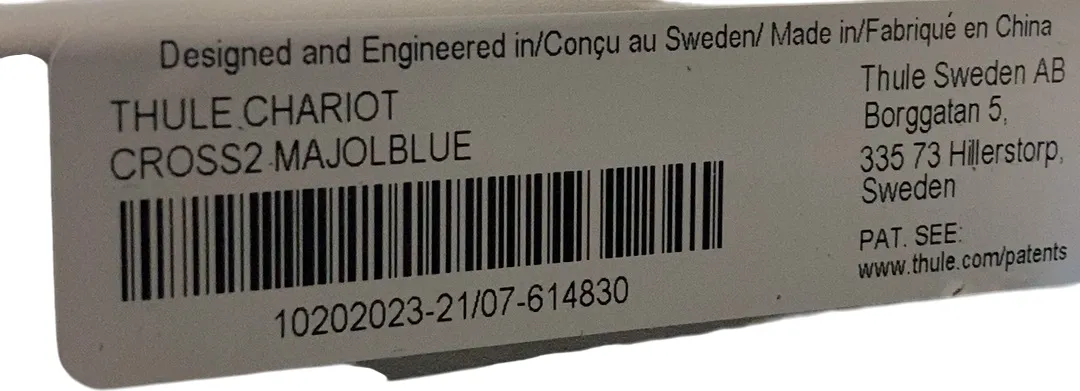 Designed and Engineered in/Conçu au Sweden/ Made in/Fabriqué en China
THULE CHARIOT
CROSS2 MAJOLBLUE
10202023-21/07-614830
Thule Sweden AB
Borggatan 5,
335 73 Hillerstorp,
Sweden
PAT. SEE:
www.thule.com/patents